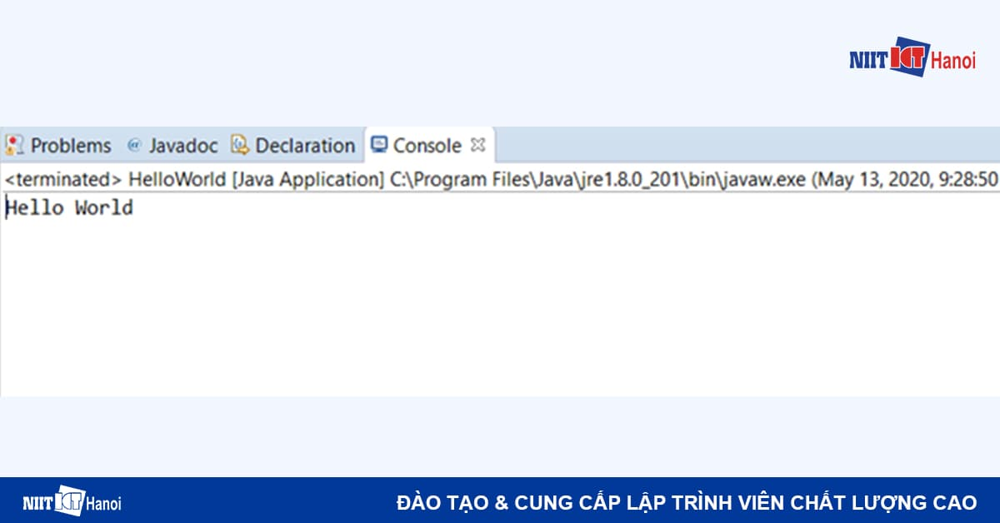 NIIT ICT Hanoi
Problems Javadoc Declaration Console
<terminated> HelloWorld [Java Application] C:\Program Files\Java\jre1.8.0_201\bin\javaw.exe (May 13, 2020, 9:28:50
Hello World
NIIT ICT Hanoi
ĐÀO TẠO & CUNG CẤP LẬP TRÌNH VIÊN CHẤT LƯỢNG CAO